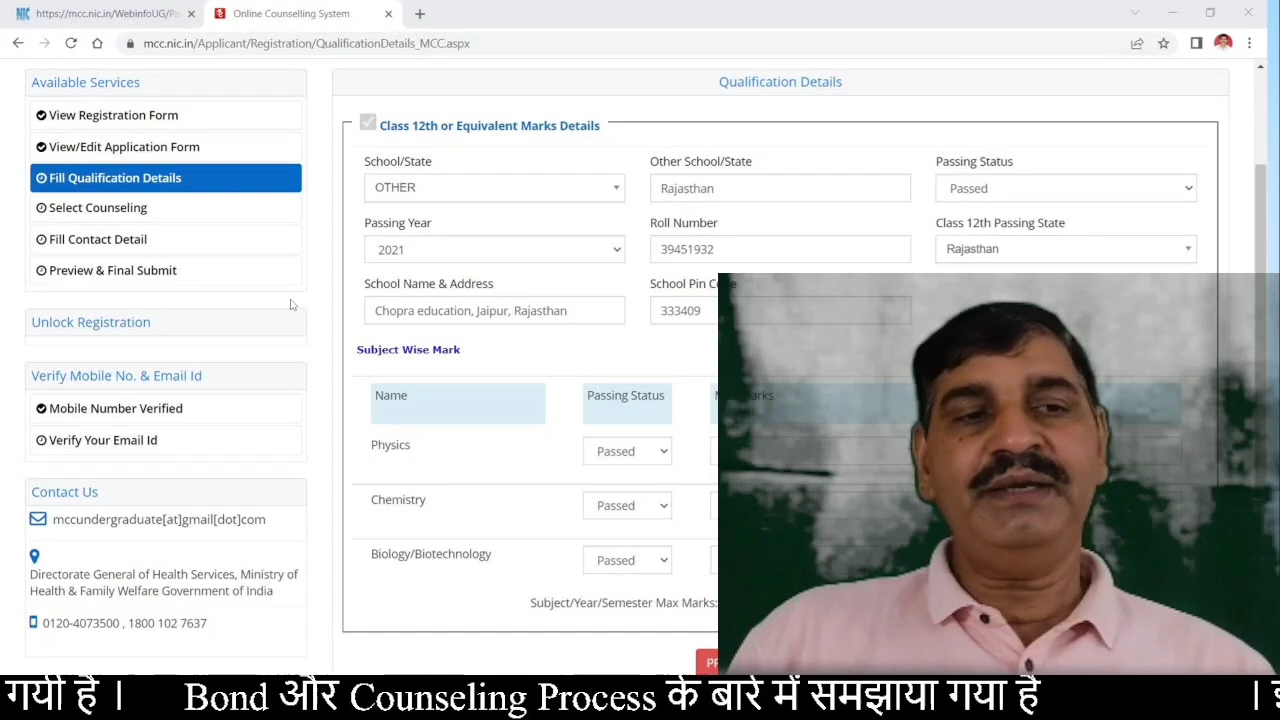 https://mcc.nic.in/WebinfoUG/Pa
Online Counselling System
mcc.nic.in/Applicant/Registration/QualificationDetails_MCC.aspx
Available Services
View Registration Form
View/Edit Application Form
Fill Qualification Details
Select Counseling
Fill Contact Detail
Preview & Final Submit
Unlock Registration
Verify Mobile No. & Email Id
Mobile Number Verified
Verify Your Email Id
Contact Us
mccundergraduate[at]gmail[dot]com
Directorate General of Health Services, Ministry of
Health & Family Welfare Government of India
0120-4073500 , 1800 102 7637
Qualification Details
Class 12th or Equivalent Marks Details
School/State Other School/State Passing Status
OTHER Rajasthan Passed
Passing Year Roll Number Class 12th Passing State
2021 39451932 Rajasthan
School Name & Address School Pin Code
Chopra education, Jaipur, Rajasthan 333409
Subject Wise Mark
Name Passing Status Marks
Physics Passed
Chemistry Passed
Biology/Biotechnology Passed
Subject/Year/Semester Max Marks:
गयी है । Bond और Counseling Process के बारे में समझाया गया है ।